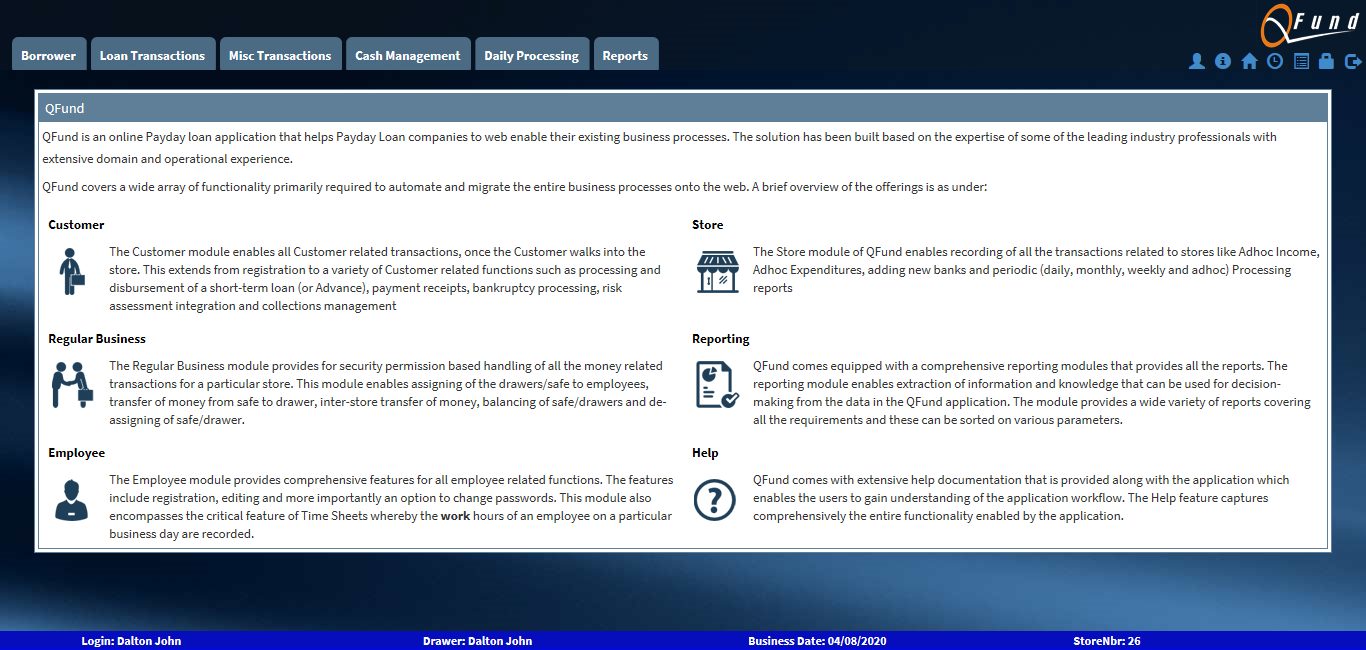 QFund
Borrower
Loan Transactions
Misc Transactions
Cash Management
Daily Processing
Reports
QFund
QFund is an online Payday loan application that helps Payday Loan companies to web enable their existing business processes. The solution has been built based on the expertise of some of the leading industry professionals with
extensive domain and operational experience.
QFund covers a wide array of functionality primarily required to automate and migrate the entire business processes onto the web. A brief overview of the offerings is as under:
Customer
The Customer module enables all Customer related transactions, once the Customer walks into the
store. This extends from registration to a variety of Customer related functions such as processing and
disbursement of a short-term loan (or Advance), payment receipts, bankruptcy processing, risk
assessment integration and collections management
Store
The Store module of QFund enables recording of all the transactions related to stores like Adhoc Income,
Adhoc Expenditures, adding new banks and periodic (daily, monthly, weekly and adhoc) Processing
reports
Regular Business
The Regular Business module provides for security permission based handling of all the money related
transactions for a particular store. This module enables assigning of the drawers/safe to employees,
transfer of money from safe to drawer, inter-store transfer of money, balancing of safe/drawers and de-
assigning of safe/drawer.
Reporting
QFund comes equipped with a comprehensive reporting modules that provides all the reports. The
reporting module enables extraction of information and knowledge that can be used for decision-
making from the data in the QFund application. The module provides a wide variety of reports covering
all the requirements and these can be sorted on various parameters.
Employee
The Employee module provides comprehensive features for all employee related functions. The features
include registration, editing and more importantly an option to change passwords. This module also
encompasses the critical feature of Time Sheets whereby the work hours of an employee on a particular
business day are recorded.
Help
QFund comes with extensive help documentation that is provided along with the application which
enables the users to gain understanding of the application workflow. The Help feature captures
comprehensively the entire functionality enabled by the application.
Login: Dalton John
Drawer: Dalton John
Business Date: 04/08/2020
StoreNbr: 26